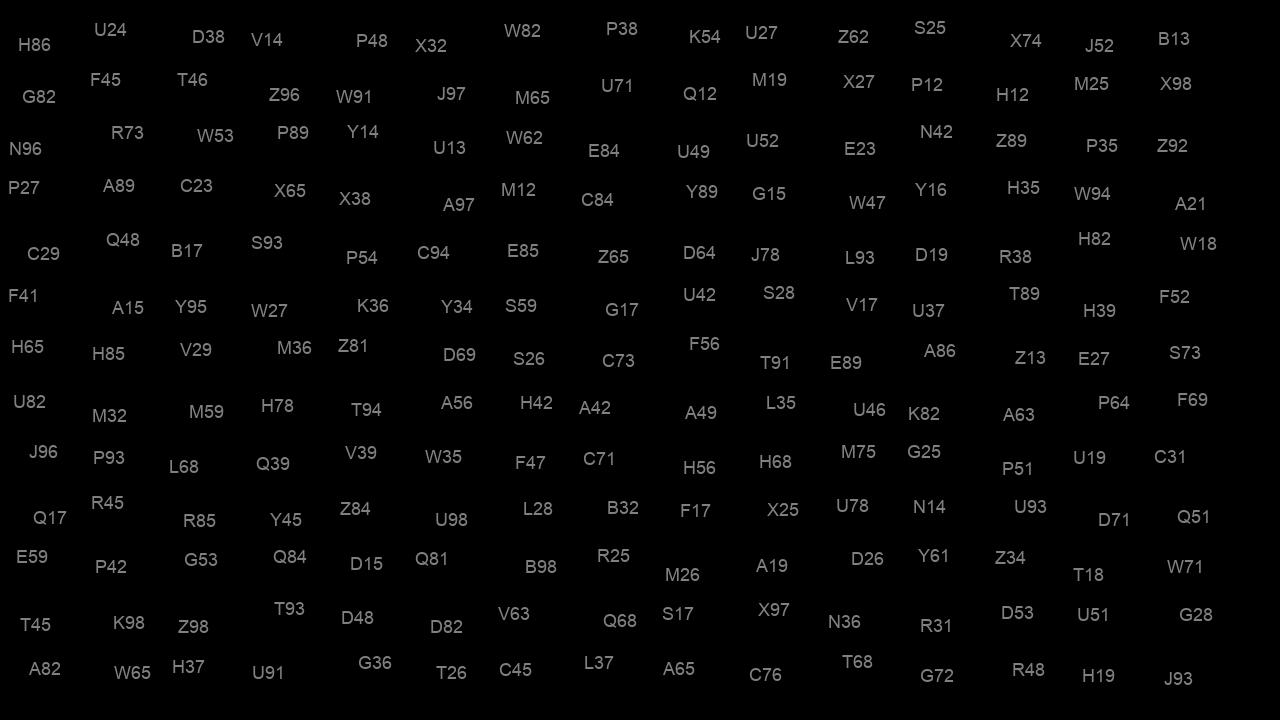 H86 U24 D38 V14 P48 X32 W82 P38 K54 U27 Z62 S25 X74 J52 B13
G82 F45 T46 Z96 W91 J97 M65 U71 Q12 M19 X27 P12 H12 M25 X98
N96 R73 W53 P89 Y14 U13 W62 E84 U49 U52 E23 N42 Z89 P35 Z92
P27 A89 C23 X65 X38 A97 M12 C84 Y89 G15 W47 Y16 H35 W94 A21
C29 Q48 B17 S93 P54 C94 E85 Z65 D64 J78 L93 D19 R38 H82 W18
F41 A15 Y95 W27 K36 Y34 S59 G17 U42 S28 V17 U37 T89 H39 F52
H65 H85 V29 M36 Z81 D69 S26 C73 F56 T91 E89 A86 Z13 E27 S73
U82 M32 M59 H78 T94 A56 H42 A42 A49 L35 U46 K82 A63 P64 F69
J96 P93 L68 Q39 V39 W35 F47 C71 H56 H68 M75 G25 P51 U19 C31
Q17 R45 R85 Y45 Z84 U98 L28 B32 F17 X25 U78 N14 U93 D71 Q51
E59 P42 G53 Q84 D15 Q81 B98 R25 M26 A19 D26 Y61 Z34 T18 W71
T45 K98 Z98 T93 D48 D82 V63 Q68 S17 X97 N36 R31 D53 U51 G28
A82 W65 H37 U91 G36 T26 C45 L37 A65 C76 T68 G72 R48 H19 J93